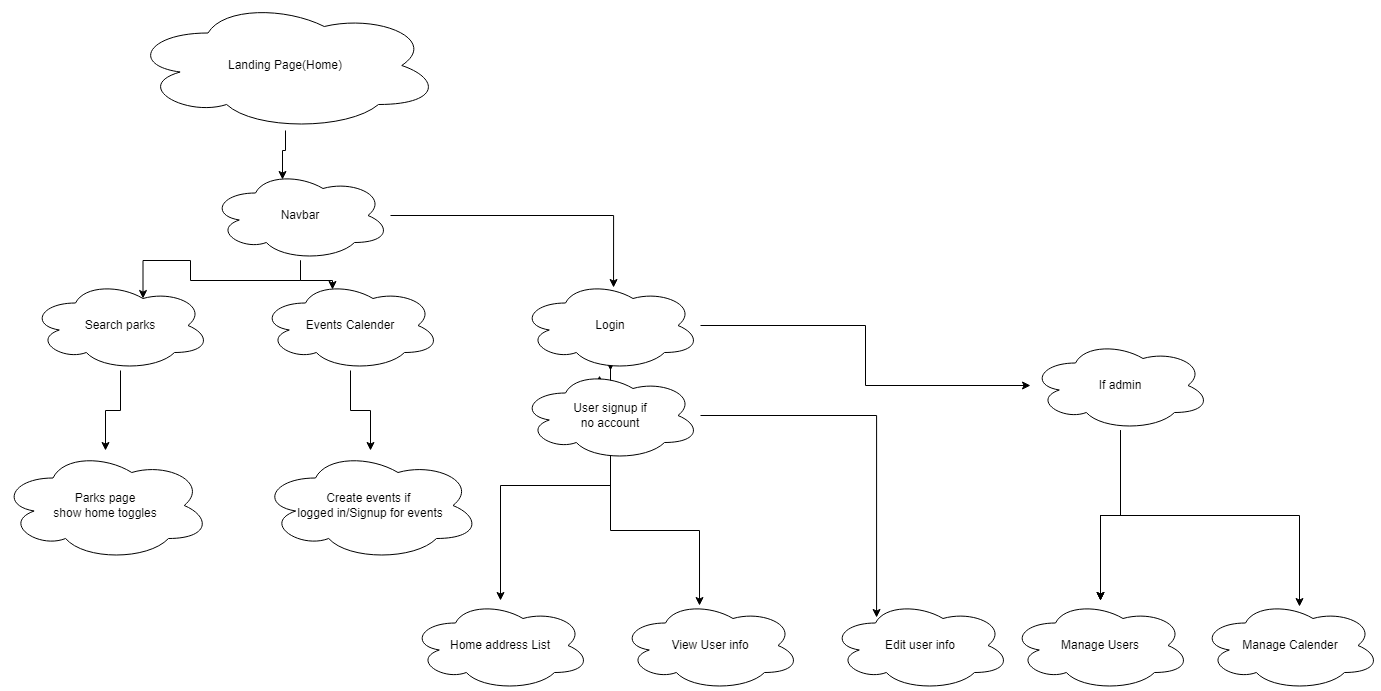 Landing Page(Home)
Navbar
Search parks
Events Calender
Login
If admin
User signup if
no account
Parks page
show home toggles
Create events if
logged in/Signup for events
Home address List
View User info
Edit user info
Manage Users
Manage Calender